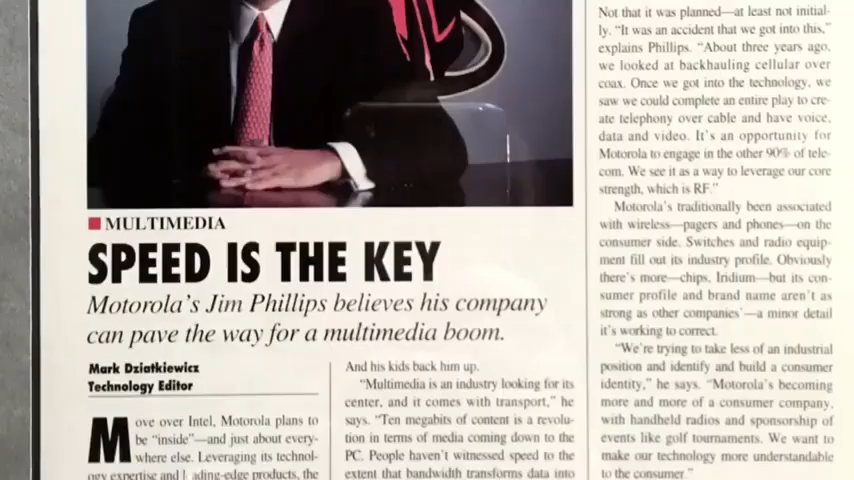 MULTIMEDIA
SPEED IS THE KEY
Motorola's Jim Phillips believes his company
can pave the way for a multimedia boom.
Mark Dziatkiewicz
Technology Editor
Move over Intel, Motorola plans to
be “inside”—and just about every-
where else. Leveraging its technol-
ogy expertise and leading-edge products, the
And his kids back him up.
“Multimedia is an industry looking for its
center, and it comes with transport,” he
says. “Ten megabits of content is a revolu-
tion in terms of media coming down to the
PC. People haven't witnessed speed to the
extent that bandwidth transforms data into
Not that it was planned—at least not initial-
ly. “It was an accident that we got into this,”
explains Phillips. “About three years ago,
we looked at backhauling cellular over
coax. Once we got into the technology, we
saw we could complete an entire play to cre-
ate telephony over cable and have voice,
data and video. It's an opportunity for
Motorola to engage in the other 90% of tele-
com. We see it as a way to leverage our core
strength, which is RF.”
Motorola's traditionally been associated
with wireless—pagers and phones—on the
consumer side. Switches and radio equip-
ment fill out its industry profile. Obviously
there's more—chips, Iridium—but its con-
sumer profile and brand name aren't as
strong as other companies'—a minor detail
it's working to correct.
“We're trying to take less of an industrial
position and identify and build a consumer
identity,” he says. “Motorola's becoming
more and more of a consumer company,
with handheld radios and sponsorship of
events like golf tournaments. We want to
make our technology more understandable
to the consumer.”